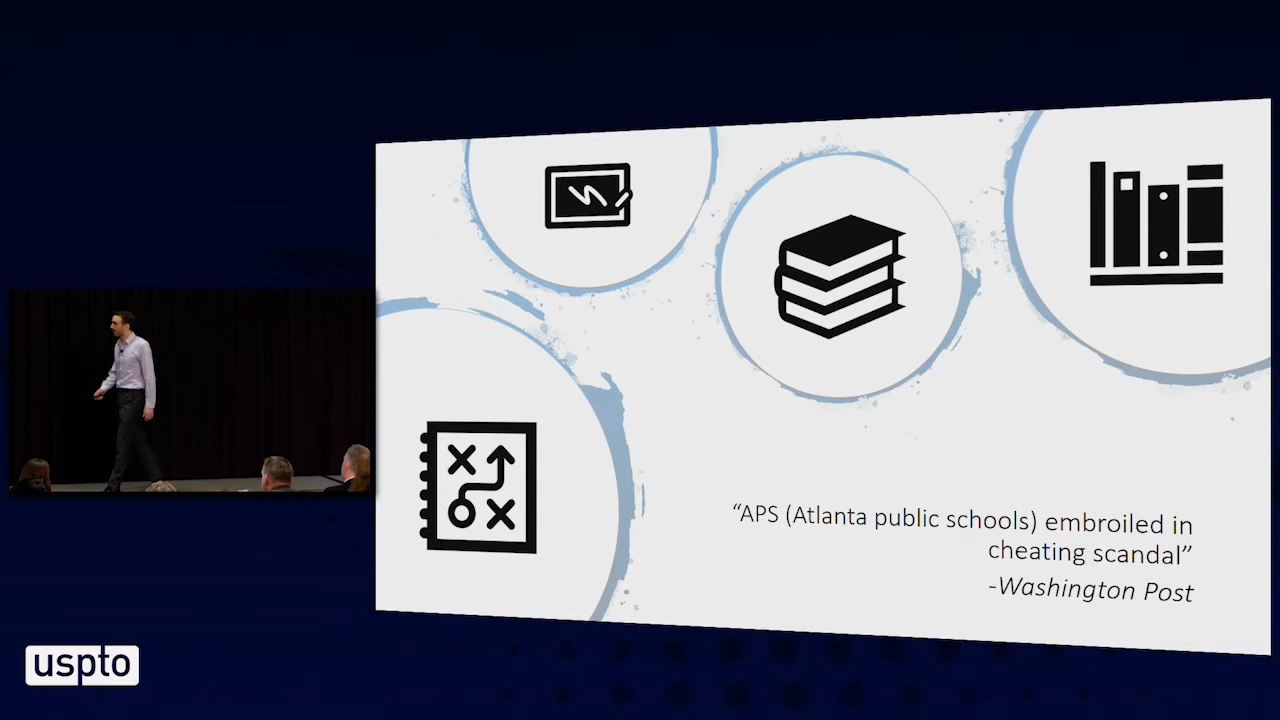 “APS (Atlanta public schools) embroiled in
cheating scandal”
-Washington Post
uspto